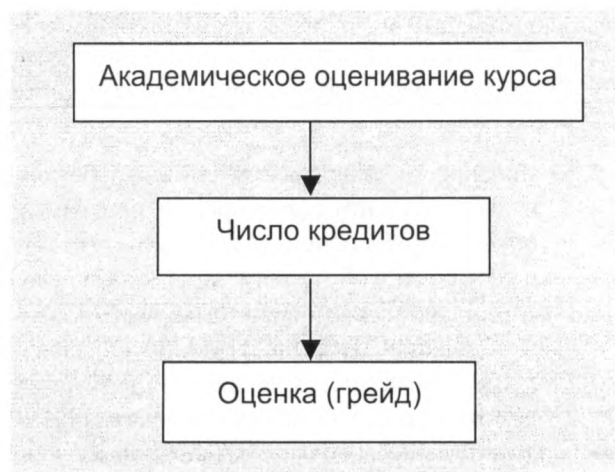 Академическое оценивание курса
Число кредитов
Оценка (грейд)